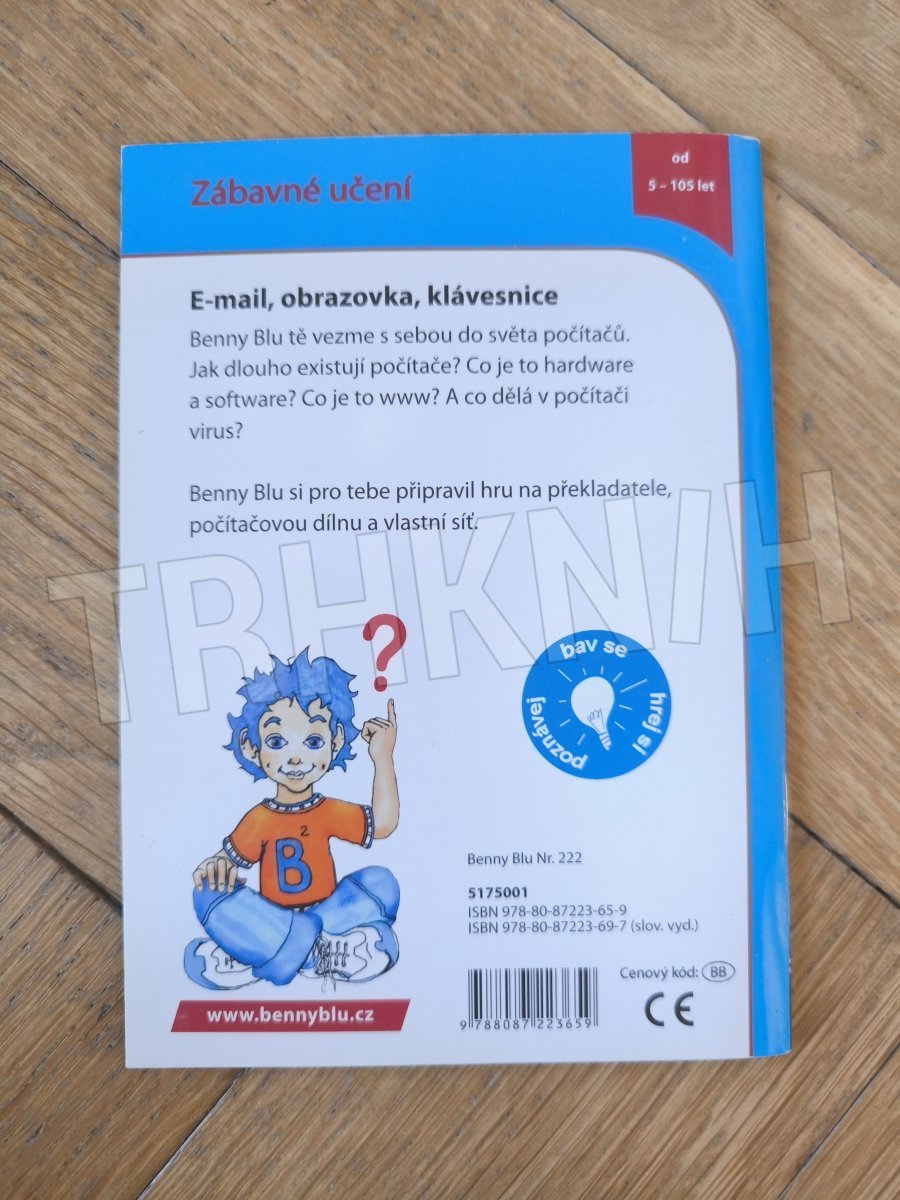 Zábavné učení
od
5 – 105 let
E-mail, obrazovka, klávesnice
Benny Blu tě vezme s sebou do světa počítačů.
Jak dlouho existují počítače? Co je to hardware
a software? Co je to www? A co dělá v počítači
virus?
Benny Blu si pro tebe připravil hru na překladatele,
počítačovou dílnu a vlastní síť.
TRHKNIH
?
bav se
hrej si
poznávej
B2
Benny Blu Nr. 222
5175001
ISBN 978-80-87223-65-9
ISBN 978-80-87223-69-7 (slov. vyd.)
Cenový kód: BB
CE
9 788087 223659
www.bennyblu.cz